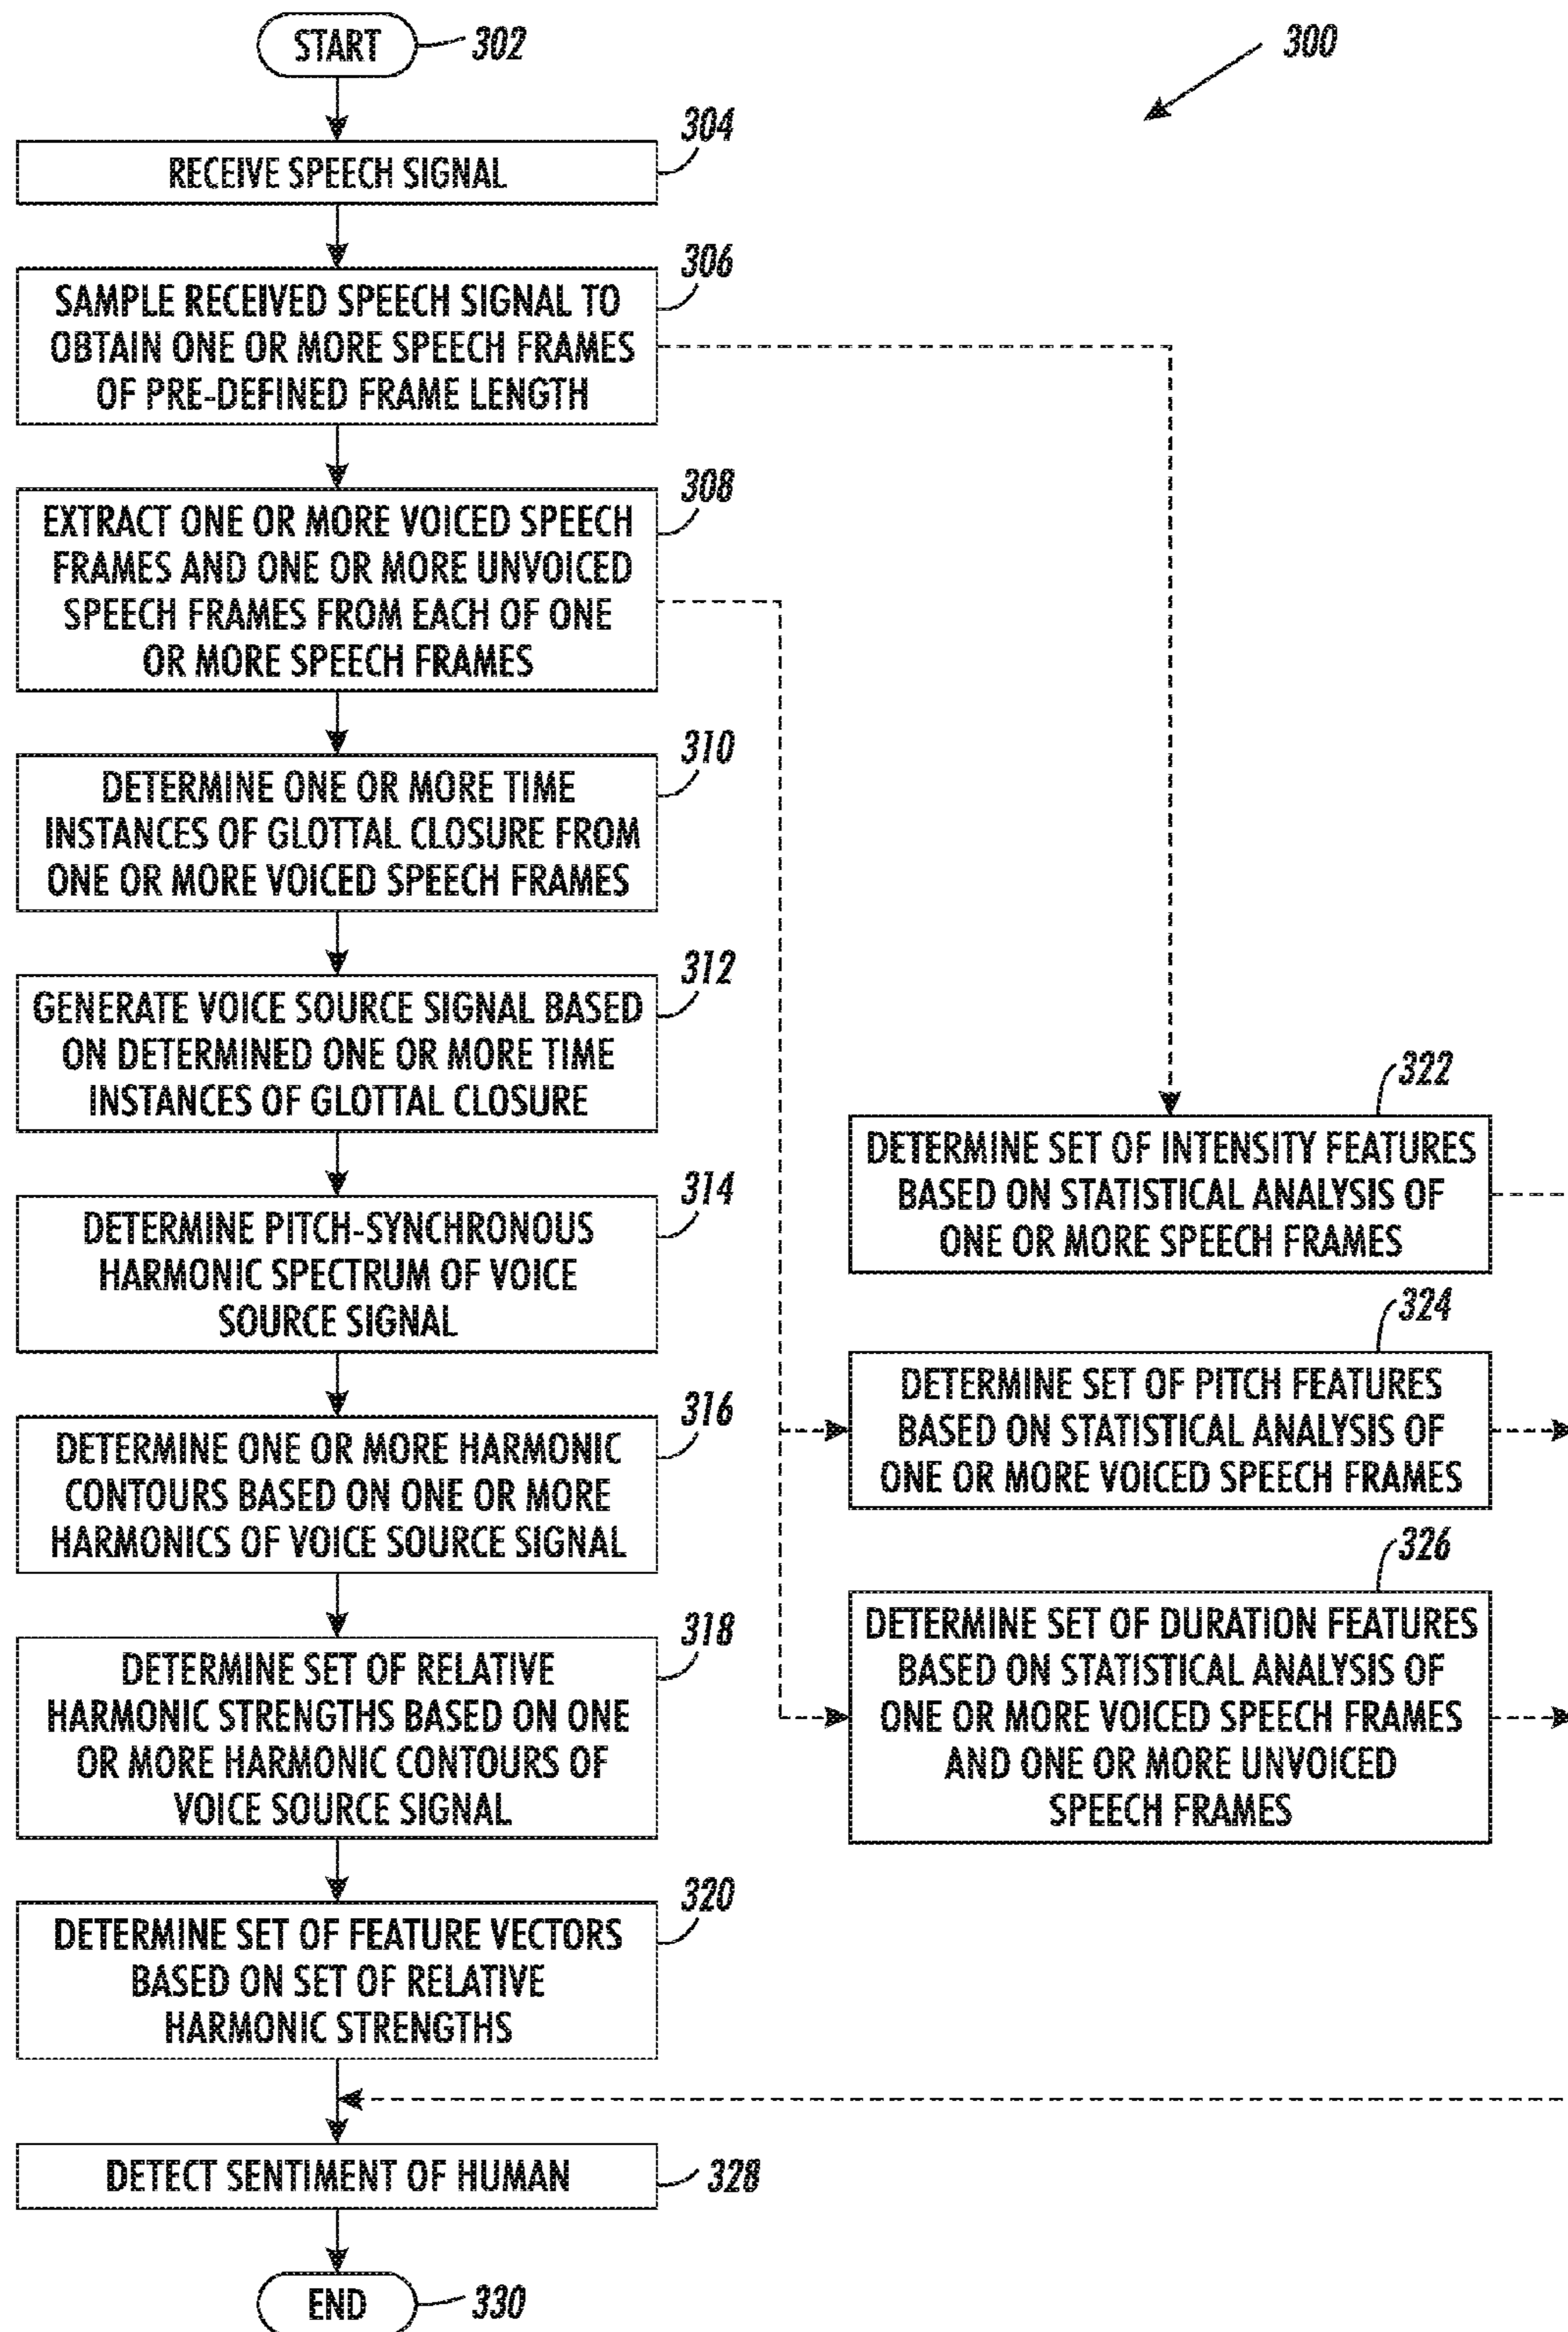 START
302
300
304
RECEIVE SPEECH SIGNAL
306
SAMPLE RECEIVED SPEECH SIGNAL TO
OBTAIN ONE OR MORE SPEECH FRAMES
OF PRE-DEFINED FRAME LENGTH
308
EXTRACT ONE OR MORE VOICED SPEECH
FRAMES AND ONE OR MORE UNVOICED
SPEECH FRAMES FROM EACH OF ONE
OR MORE SPEECH FRAMES
310
DETERMINE ONE OR MORE TIME
INSTANCES OF GLOTTAL CLOSURE FROM
ONE OR MORE VOICED SPEECH FRAMES
312
GENERATE VOICE SOURCE SIGNAL BASED
ON DETERMINED ONE OR MORE TIME
INSTANCES OF GLOTTAL CLOSURE
314
DETERMINE PITCH-SYNCHRONOUS
HARMONIC SPECTRUM OF VOICE
SOURCE SIGNAL
316
DETERMINE ONE OR MORE HARMONIC
CONTOURS BASED ON ONE OR MORE
HARMONICS OF VOICE SOURCE SIGNAL
318
DETERMINE SET OF RELATIVE
HARMONIC STRENGTHS BASED ON ONE
OR MORE HARMONIC CONTOURS OF
VOICE SOURCE SIGNAL
320
DETERMINE SET OF FEATURE VECTORS
BASED ON SET OF RELATIVE
HARMONIC STRENGTHS
322
DETERMINE SET OF INTENSITY FEATURES
BASED ON STATISTICAL ANALYSIS OF
ONE OR MORE SPEECH FRAMES
324
DETERMINE SET OF PITCH FEATURES
BASED ON STATISTICAL ANALYSIS OF
ONE OR MORE VOICED SPEECH FRAMES
326
DETERMINE SET OF DURATION FEATURES
BASED ON STATISTICAL ANALYSIS OF
ONE OR MORE VOICED SPEECH FRAMES
AND ONE OR MORE UNVOICED
SPEECH FRAMES
DETECT SENTIMENT OF HUMAN
328
END
330